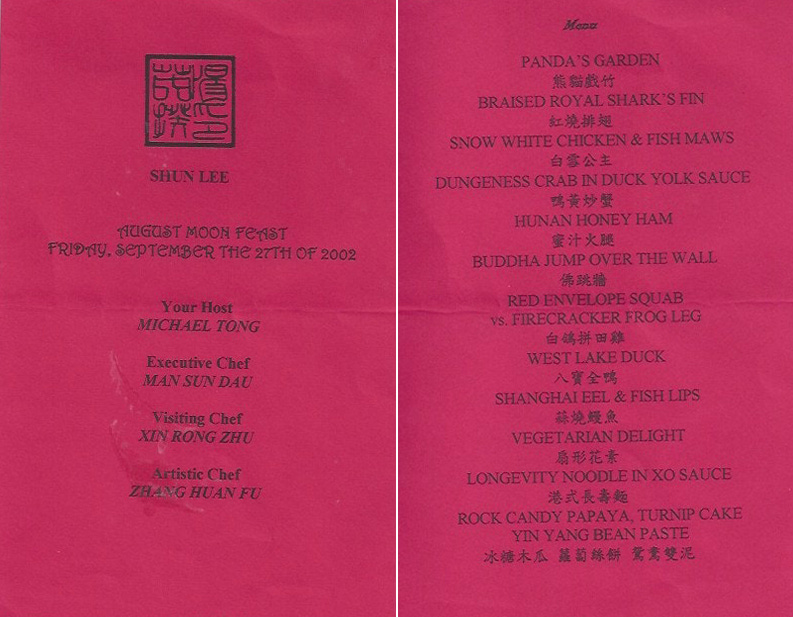 SHUN LEE
AUGUST MOON FEAST
FRIDAY, SEPTEMBER THE 27TH OF 2002
Your Host
MICHAEL TONG
Executive Chef
MAN SUN DAU
Visiting Chef
XIN RONG ZHU
Artistic Chef
ZHANG HUAN FU
Menu
PANDA'S GARDEN
熊貓戲竹
BRAISED ROYAL SHARK'S FIN
紅燒排翅
SNOW WHITE CHICKEN & FISH MAWS
白雲公主
DUNGENESS CRAB IN DUCK YOLK SAUCE
鴨黃炒蟹
HUNAN HONEY HAM
蜜汁火腿
BUDDHA JUMP OVER THE WALL
佛跳牆
RED ENVELOPE SQUAB
vs. FIRECRACKER FROG LEG
白鴿拼田雞
WEST LAKE DUCK
八寶全鴨
SHANGHAI EEL & FISH LIPS
蒜燒鰻魚
VEGETARIAN DELIGHT
扇形花素
LONGEVITY NOODLE IN XO SAUCE
港式長壽麵
ROCK CANDY PAPAYA, TURNIP CAKE
YIN YANG BEAN PASTE
冰糖木瓜 蘿蔔絲餅 鴛鴦雙泥